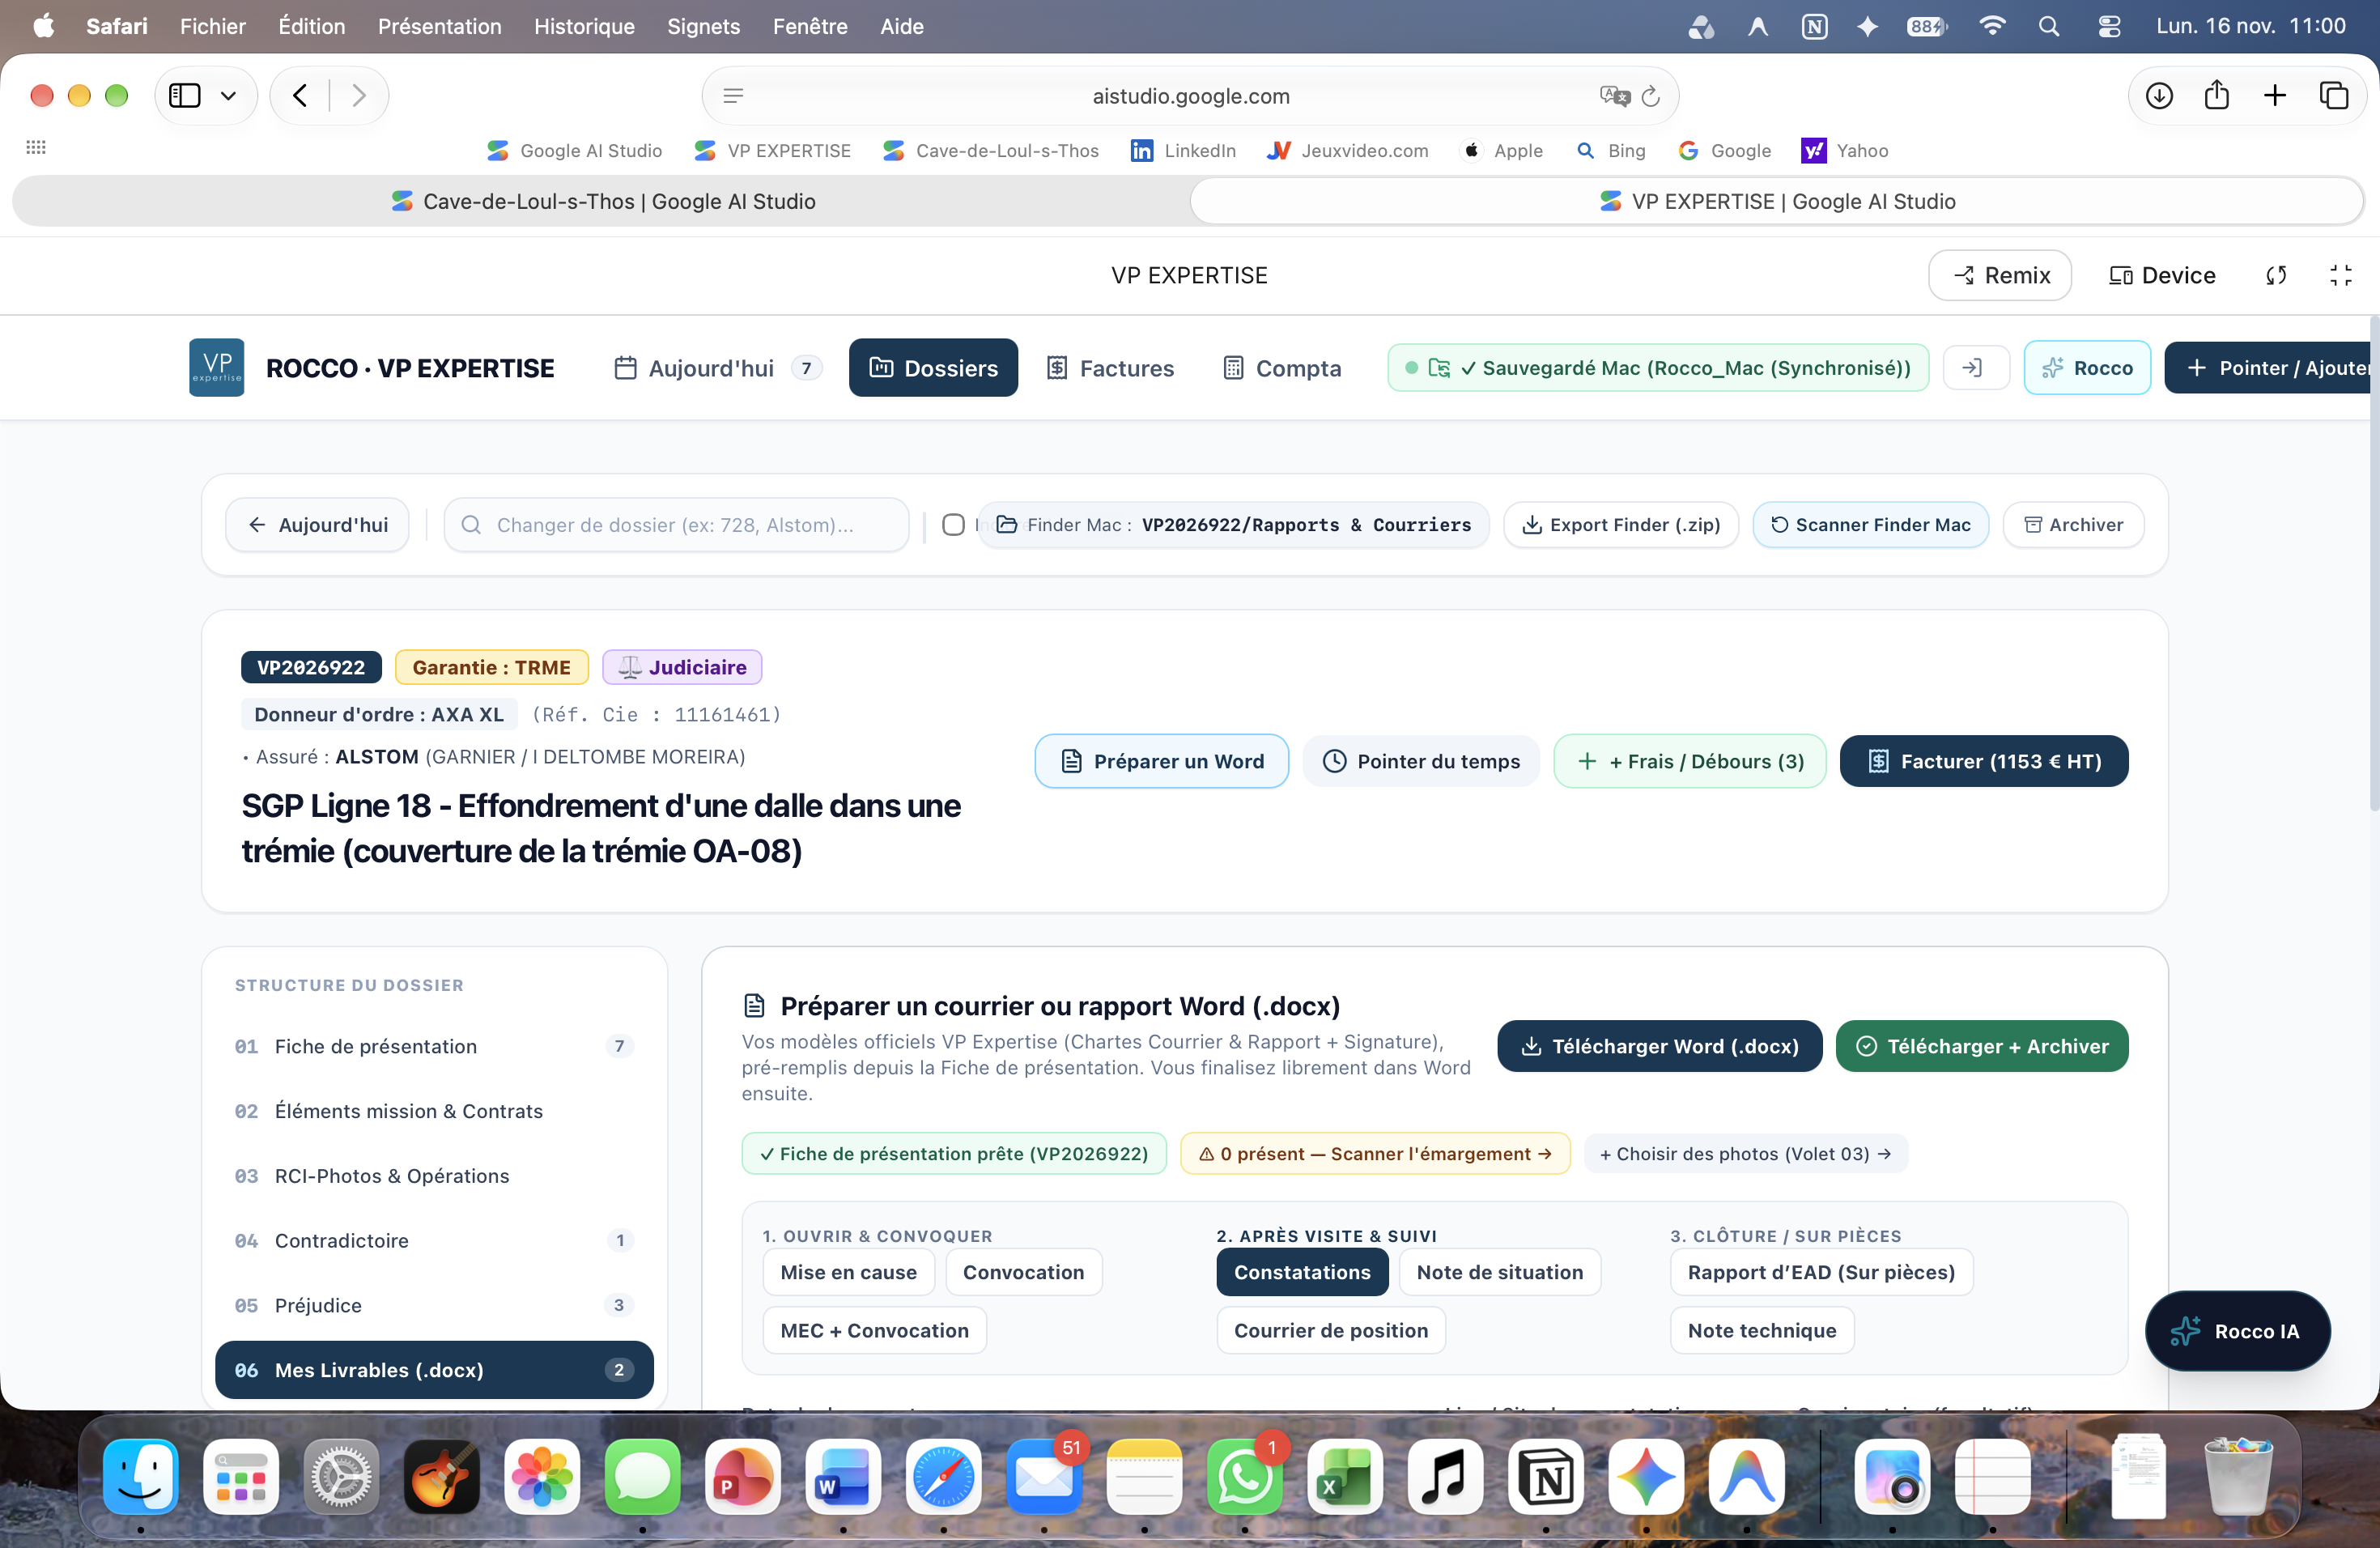 Safari Fichier Édition Présentation Historique Signets Fenêtre Aide 88 Lun. 16 nov. 11:00
aistudio.google.com
Google AI Studio VP EXPERTISE Cave-de-Loul-s-Thos LinkedIn Jeuxvideo.com Apple Bing Google Yahoo
Cave-de-Loul-s-Thos | Google AI Studio VP EXPERTISE | Google AI Studio
VP EXPERTISE Remix Device
VP expertise ROCCO · VP EXPERTISE Aujourd'hui 7 Dossiers Factures Compta ✓ Sauvegardé Mac (Rocco_Mac (Synchronisé)) Rocco + Pointer / Ajouter
← Aujourd'hui Changer de dossier (ex: 728, Alstom)... Finder Mac : VP2026922/Rapports & Courriers Export Finder (.zip) Scanner Finder Mac Archiver
VP2026922 Garantie : TRME ⚖️ Judiciaire
Donneur d'ordre : AXA XL (Réf. Cie : 11161461)
• Assuré : ALSTOM (GARNIER / I DELTOMBE MOREIRA)
Préparer un Word Pointer du temps + + Frais / Débours (3) Facturer (1153 € HT)
SGP Ligne 18 - Effondrement d'une dalle dans une
trémie (couverture de la trémie OA-08)
STRUCTURE DU DOSSIER
01 Fiche de présentation 7
02 Éléments mission & Contrats
03 RCI-Photos & Opérations
04 Contradictoire 1
05 Préjudice 3
06 Mes Livrables (.docx) 2
Préparer un courrier ou rapport Word (.docx)
Vos modèles officiels VP Expertise (Chartes Courrier & Rapport + Signature),
pré-remplis depuis la Fiche de présentation. Vous finalisez librement dans Word
ensuite.
Télécharger Word (.docx) Télécharger + Archiver
✓ Fiche de présentation prête (VP2026922) ⚠ 0 présent — Scanner l'émargement → + Choisir des photos (Volet 03) →
1. OUVRIR & CONVOQUER
Mise en cause Convocation
MEC + Convocation
2. APRÈS VISITE & SUIVI
Constatations Note de situation
Courrier de position
3. CLÔTURE / SUR PIÈCES
Rapport d’EAD (Sur pièces)
Note technique
Rocco IA
51 1